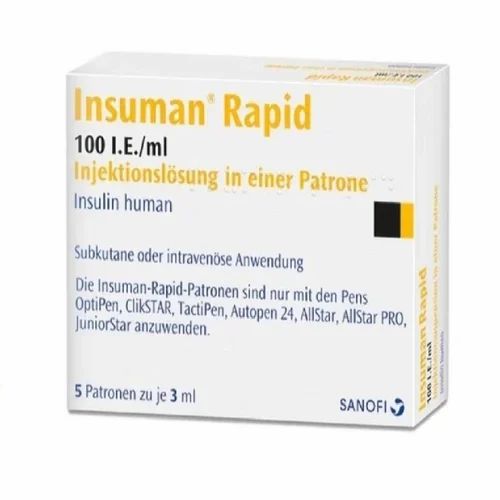 Insuman® Rapid
100 I.E./ml
Injektionslösung in einer Patrone
Insulin human
Subkutane oder intravenöse Anwendung
Die Insuman-Rapid-Patronen sind nur mit den Pens
OptiPen, ClikSTAR, TactiPen, Autopen 24, AllStar, AllStar PRO,
JuniorStar anzuwenden.
5 Patronen zu je 3 ml
SANOFI
Insuman Rapid
100 I.E./ml
Insulin human